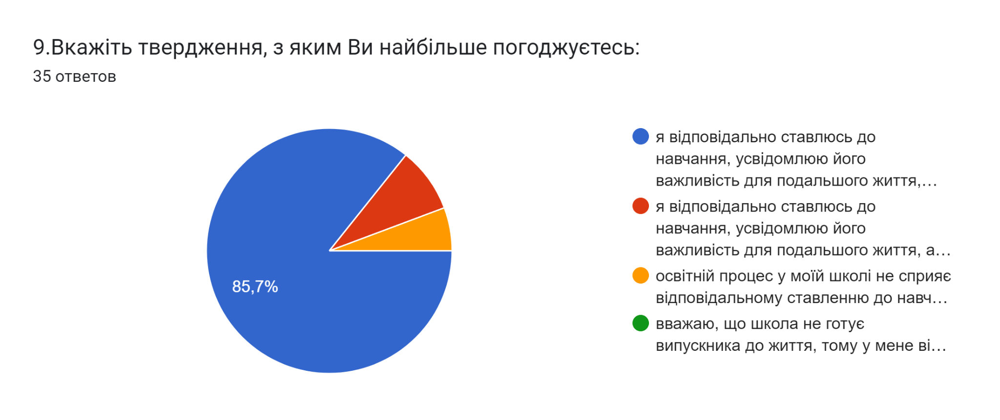 9.Вкажіть твердження, з яким Ви найбільше погоджуєтесь:
35 ответов
85,7%
я відповідально ставлюсь до
навчання, усвідомлюю його
важливість для подальшого життя,…
я відповідально ставлюсь до
навчання, усвідомлюю його
важливість для подальшого життя, а…
освітній процес у моїй школі не сприяє
відповідальному ставленню до навч…
вважаю, що школа не готує
випускника до життя, тому у мене ві…